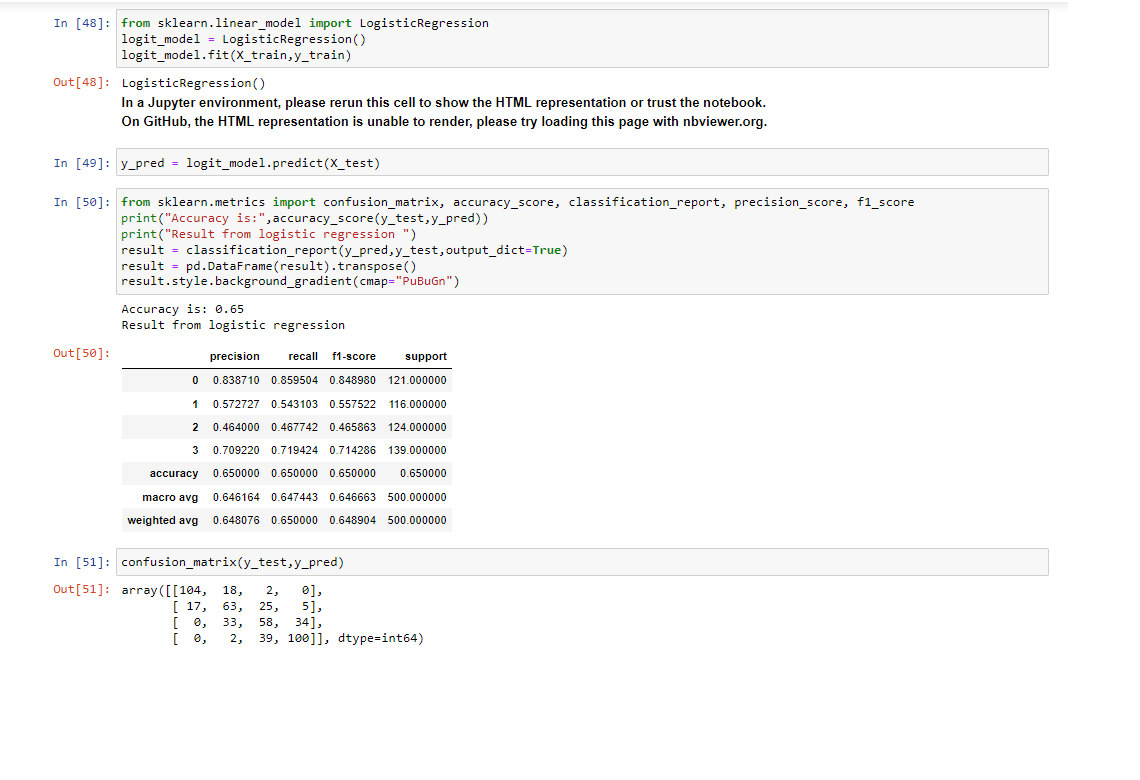 In [48]: from sklearn.linear_model import LogisticRegression
logit_model = LogisticRegression()
logit_model.fit(X_train,y_train)
Out[48]: LogisticRegression()
In a Jupyter environment, please rerun this cell to show the HTML representation or trust the notebook.
On GitHub, the HTML representation is unable to render, please try loading this page with nbviewer.org.
In [49]: y_pred = logit_model.predict(X_test)
In [50]: from sklearn.metrics import confusion_matrix, accuracy_score, classification_report, precision_score, f1_score
print("Accuracy is:",accuracy_score(y_test,y_pred))
print("Result from logistic regression ")
result = classification_report(y_pred,y_test,output_dict=True)
result = pd.DataFrame(result).transpose()
result.style.background_gradient(cmap="PuBuGn")
Accuracy is: 0.65
Result from logistic regression
Out[50]: precision recall f1-score support
0 0.838710 0.859504 0.848980 121.000000
1 0.572727 0.543103 0.557522 116.000000
2 0.464000 0.467742 0.465863 124.000000
3 0.709220 0.719424 0.714286 139.000000
accuracy 0.650000 0.650000 0.650000 0.650000
macro avg 0.646164 0.647443 0.646663 500.000000
weighted avg 0.648076 0.650000 0.648904 500.000000
In [51]: confusion_matrix(y_test,y_pred)
Out[51]: array([[104, 18, 2, 0],
[ 17, 63, 25, 5],
[ 0, 33, 58, 34],
[ 0, 2, 39, 100]], dtype=int64)